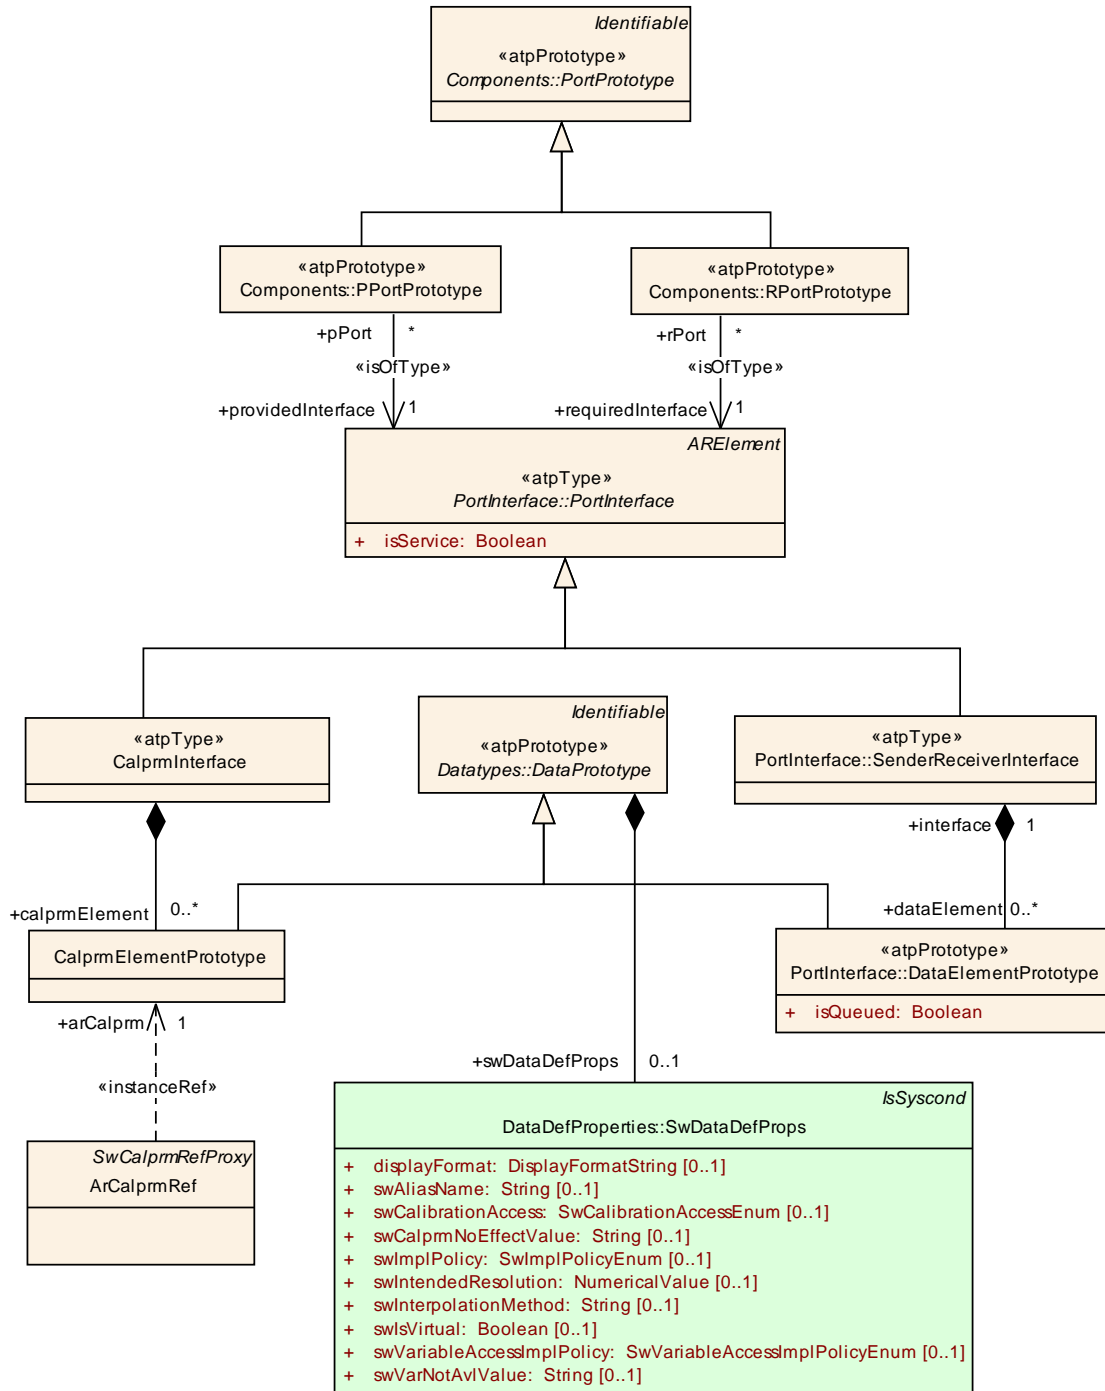 Identifiable
«atpPrototype»
Components::PortPrototype
«atpPrototype»
Components::PPortPrototype
«atpPrototype»
Components::RPortPrototype
+pPort *
«isOfType»
+providedInterface 1
+rPort *
«isOfType»
+requiredInterface 1
ARElement
«atpType»
PortInterface::PortInterface
+ isService: Boolean
«atpType»
CalprmInterface
Identifiable
«atpPrototype»
Datatypes::DataPrototype
«atpType»
PortInterface::SenderReceiverInterface
+interface 1
+calprmElement 0..*
+dataElement 0..*
CalprmElementPrototype
«atpPrototype»
PortInterface::DataElementPrototype
+ isQueued: Boolean
+arCalprm 1
«instanceRef»
+swDataDefProps 0..1
SwCalprmRefProxy
ArCalprmRef
IsSyscond
DataDefProperties::SwDataDefProps
+ displayFormat: DisplayFormatString [0..1]
+ swAliasName: String [0..1]
+ swCalibrationAccess: SwCalibrationAccessEnum [0..1]
+ swCalprmNoEffectValue: String [0..1]
+ swImplPolicy: SwImplPolicyEnum [0..1]
+ swIntendedResolution: NumericalValue [0..1]
+ swInterpolationMethod: String [0..1]
+ swIsVirtual: Boolean [0..1]
+ swVariableAccessImplPolicy: SwVariableAccessImplPolicyEnum [0..1]
+ swVarNotAvlValue: String [0..1]